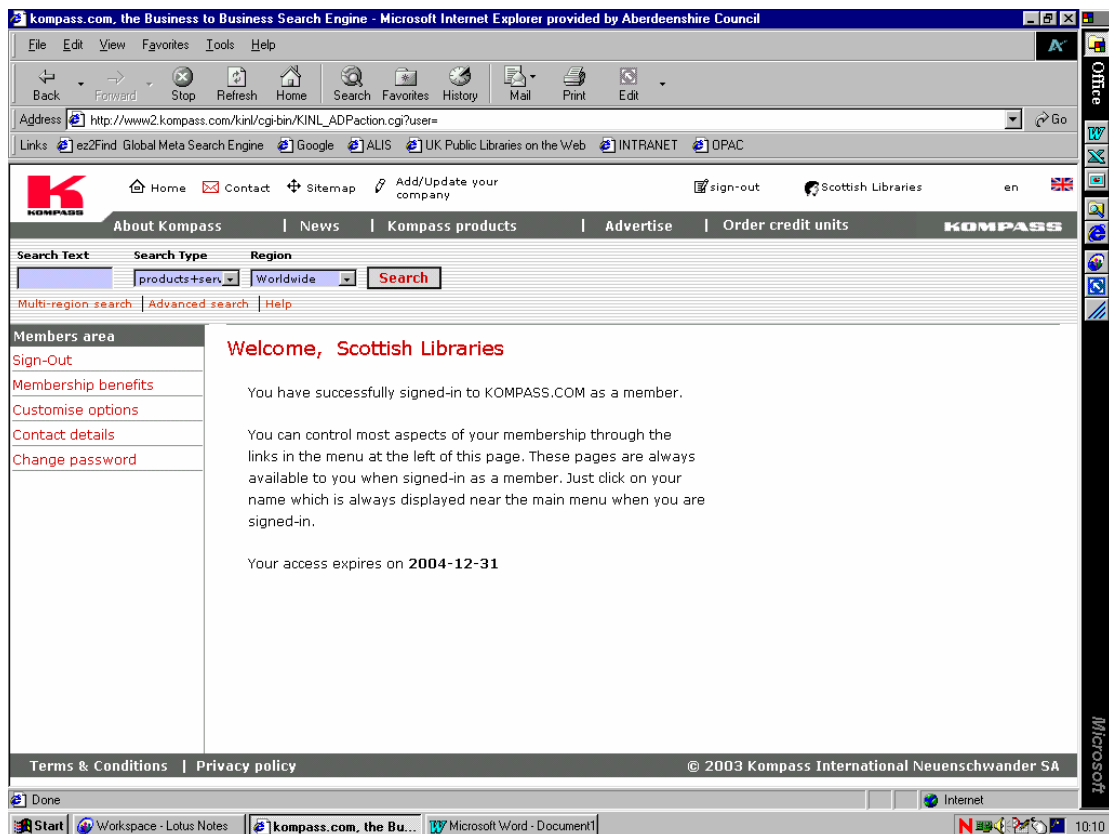 kompass.com, the Business to Business Search Engine - Microsoft Internet Explorer provided by Aberdeenshire Council
File Edit View Favorites Tools Help
Back Forward Stop Refresh Home Search Favorites History Mail Print Edit
Address http://www2.kompass.com/kinl/cgi-bin/KINL_ADPaction.cgi?user= Go
Links ez2Find Global Meta Search Engine Google ALIS UK Public Libraries on the Web INTRANET OPAC
KOMPASS
Home Contact Sitemap Add/Update your company sign-out Scottish Libraries en
About Kompass | News | Kompass products | Advertise | Order credit units KOMPASS
Search Text Search Type Region
products+serv Worldwide Search
Multi-region search | Advanced search | Help
Members area
Sign-Out
Membership benefits
Customise options
Contact details
Change password
Welcome, Scottish Libraries
You have successfully signed-in to KOMPASS.COM as a member.
You can control most aspects of your membership through the
links in the menu at the left of this page. These pages are always
available to you when signed-in as a member. Just click on your
name which is always displayed near the main menu when you are
signed-in.
Your access expires on 2004-12-31
Terms & Conditions | Privacy policy © 2003 Kompass International Neuenschwander SA
Done Internet
Start Workspace - Lotus Notes kompass.com, the Bu... Microsoft Word - Document1 10:10
Office
Microsoft